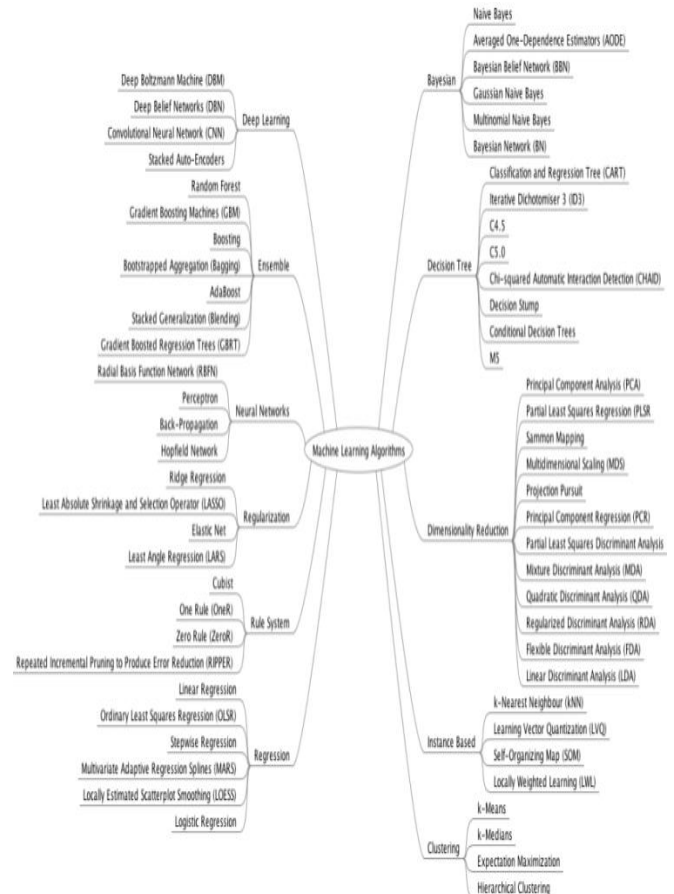 Deep Boltzmann Machine (DBM)
Deep Belief Networks (DBN)
Convolutional Neural Network (CNN)
Stacked Auto-Encoders
Deep Learning
Random Forest
Gradient Boosting Machines (GBM)
Boosting
Bootstrapped Aggregation (Bagging)
AdaBoost
Stacked Generalization (Blending)
Gradient Boosted Regression Trees (GBRT)
Ensemble
Radial Basis Function Network (RBFN)
Perceptron
Back-Propagation
Hopfield Network
Neural Networks
Ridge Regression
Least Absolute Shrinkage and Selection Operator (LASSO)
Elastic Net
Least Angle Regression (LARS)
Regularization
Cubist
One Rule (OneR)
Zero Rule (ZeroR)
Repeated Incremental Pruning to Produce Error Reduction (RIPPER)
Rule System
Linear Regression
Ordinary Least Squares Regression (OLSR)
Stepwise Regression
Multivariate Adaptive Regression Splines (MARS)
Locally Estimated Scatterplot Smoothing (LOESS)
Logistic Regression
Regression
Machine Learning Algorithms
Bayesian
Naive Bayes
Averaged One-Dependence Estimators (AODE)
Bayesian Belief Network (BBN)
Gaussian Naive Bayes
Multinomial Naive Bayes
Bayesian Network (BN)
Decision Tree
Classification and Regression Tree (CART)
Iterative Dichotomiser 3 (ID3)
C4.5
C5.0
Chi-squared Automatic Interaction Detection (CHAID)
Decision Stump
Conditional Decision Trees
M5
Dimensionality Reduction
Principal Component Analysis (PCA)
Partial Least Squares Regression (PLSR
Sammon Mapping
Multidimensional Scaling (MDS)
Projection Pursuit
Principal Component Regression (PCR)
Partial Least Squares Discriminant Analysis
Mixture Discriminant Analysis (MDA)
Quadratic Discriminant Analysis (QDA)
Regularized Discriminant Analysis (RDA)
Flexible Discriminant Analysis (FDA)
Linear Discriminant Analysis (LDA)
Instance Based
k-Nearest Neighbour (kNN)
Learning Vector Quantization (LVQ)
Self-Organizing Map (SOM)
Locally Weighted Learning (LWL)
Clustering
k-Means
k-Medians
Expectation Maximization
Hierarchical Clustering